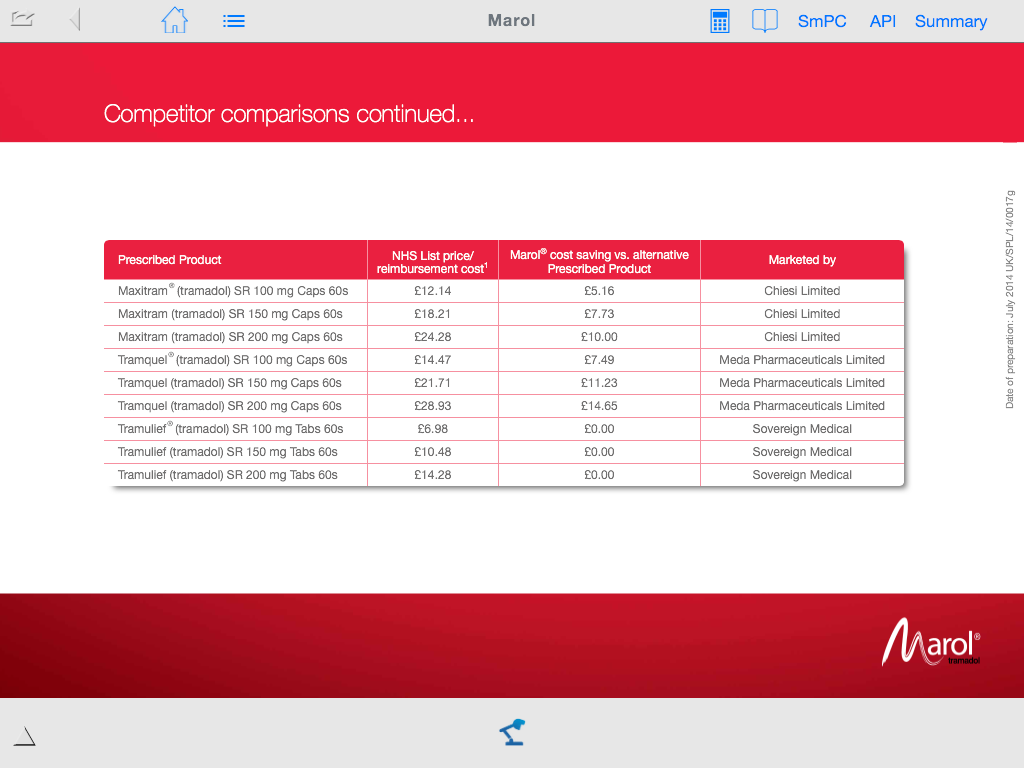 Marol
SmPC API Summary
Competitor comparisons continued...
Date of preparation: July 2014 UK/SPL/14/0017g
Prescribed Product
NHS List price/
reimbursement cost¹
Marol® cost saving vs. alternative
Prescribed Product
Marketed by
Maxitram® (tramadol) SR 100 mg Caps 60s £12.14 £5.16 Chiesi Limited
Maxitram (tramadol) SR 150 mg Caps 60s £18.21 £7.73 Chiesi Limited
Maxitram (tramadol) SR 200 mg Caps 60s £24.28 £10.00 Chiesi Limited
Tramquel® (tramadol) SR 100 mg Caps 60s £14.47 £7.49 Meda Pharmaceuticals Limited
Tramquel (tramadol) SR 150 mg Caps 60s £21.71 £11.23 Meda Pharmaceuticals Limited
Tramquel (tramadol) SR 200 mg Caps 60s £28.93 £14.65 Meda Pharmaceuticals Limited
Tramulief® (tramadol) SR 100 mg Tabs 60s £6.98 £0.00 Sovereign Medical
Tramulief (tramadol) SR 150 mg Tabs 60s £10.48 £0.00 Sovereign Medical
Tramulief (tramadol) SR 200 mg Tabs 60s £14.28 £0.00 Sovereign Medical
Marol®
tramadol